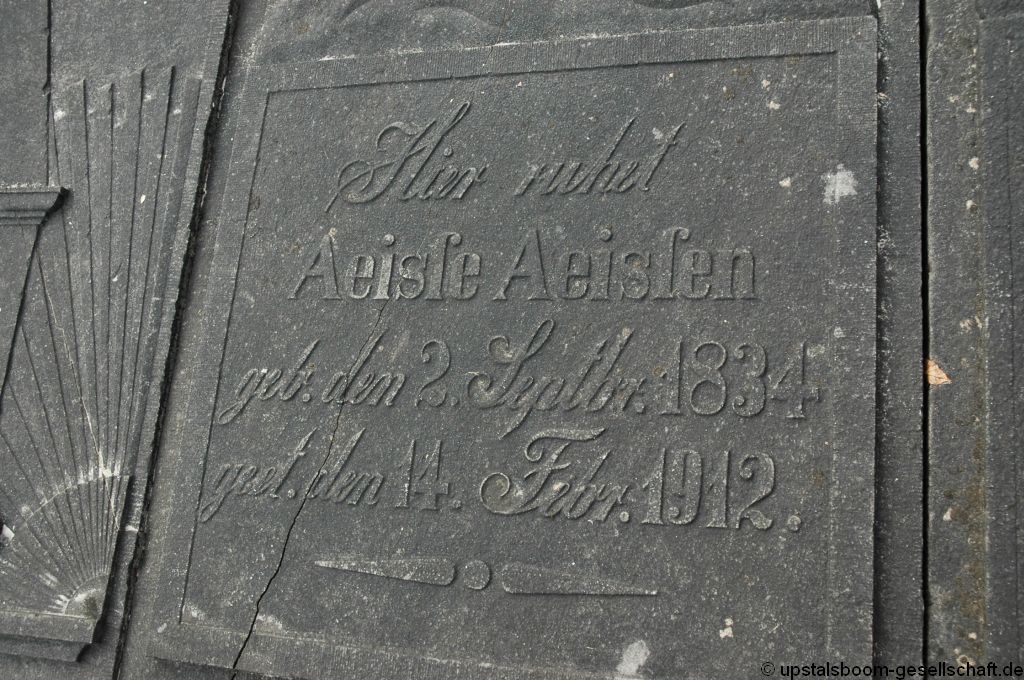 Hier ruhet
Aeisſe Aeisſen
geb. den 2. Septbr. 1834
gest. den 14. Febr. 1912.
© upstalsboom-gesellschaft.de